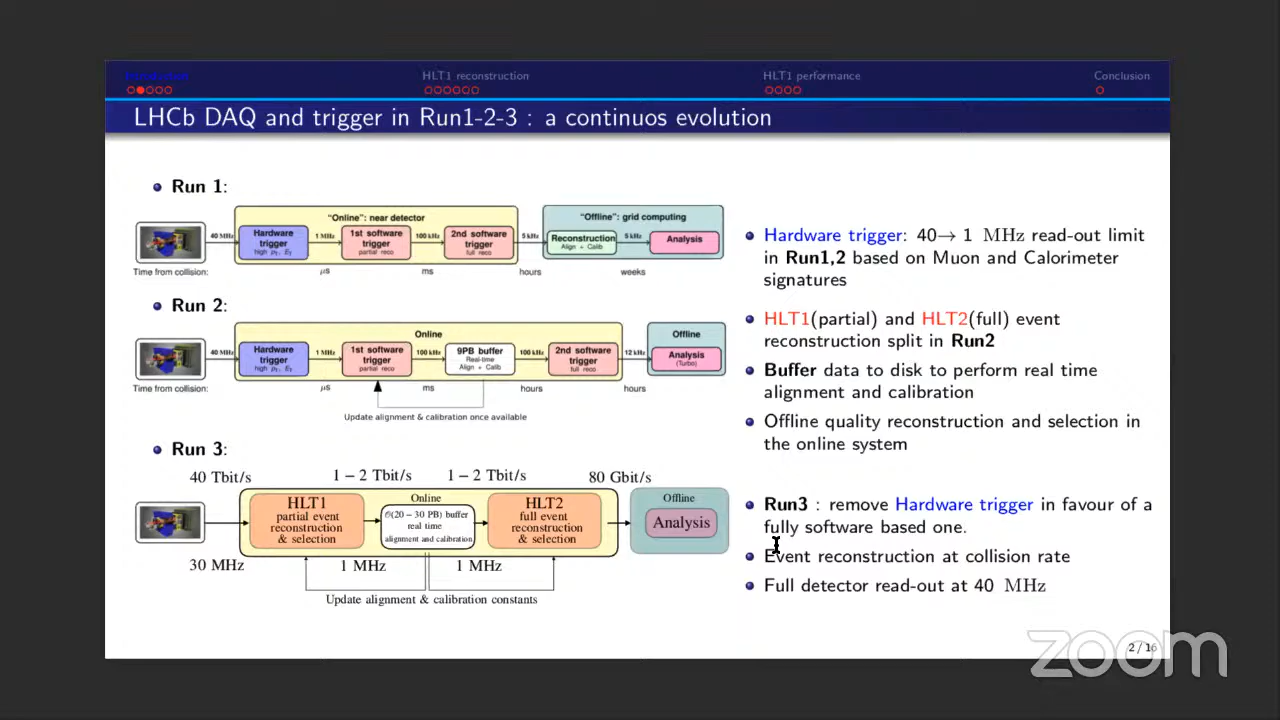 Introduction HLT1 reconstruction HLT1 performance Conclusion
LHCb DAQ and trigger in Run1-2-3 : a continuos evolution
Run 1:
"Online": near detector
"Offline": grid computing
40 MHz
Hardware
trigger
high pT, ET
1 MHz
1st software
trigger
partial reco
100 kHz
2nd software
trigger
full reco
5 kHz
Reconstruction
Align + Calib
5 kHz
Analysis
Time from collision: μs ms hours weeks
Run 2:
Online
Offline
40 MHz
Hardware
trigger
high pT, ET
1 MHz
1st software
trigger
partial reco
100 kHz
9PB buffer
Real-time
Align + Calib
100 kHz
2nd software
trigger
full reco
12 kHz
Analysis
(Turbo)
Time from collision: μs ms hours hours
Update alignment & calibration once available
Run 3:
40 Tbit/s 1 − 2 Tbit/s 1 − 2 Tbit/s 80 Gbit/s
HLT1
partial event
reconstruction
& selection
Online
O(20−30 PB) buffer
real time
alignment and calibration
HLT2
full event
reconstruction
& selection
Offline
Analysis
30 MHz 1 MHz 1 MHz
Update alignment & calibration constants
Hardware trigger: 40→ 1 MHz read-out limit
in Run1,2 based on Muon and Calorimeter
signatures
HLT1(partial) and HLT2(full) event
reconstruction split in Run2
Buffer data to disk to perform real time
alignment and calibration
Offline quality reconstruction and selection in
the online system
Run3 : remove Hardware trigger in favour of a
fully software based one.
Event reconstruction at collision rate
Full detector read-out at 40 MHz
2 / 16
zoom